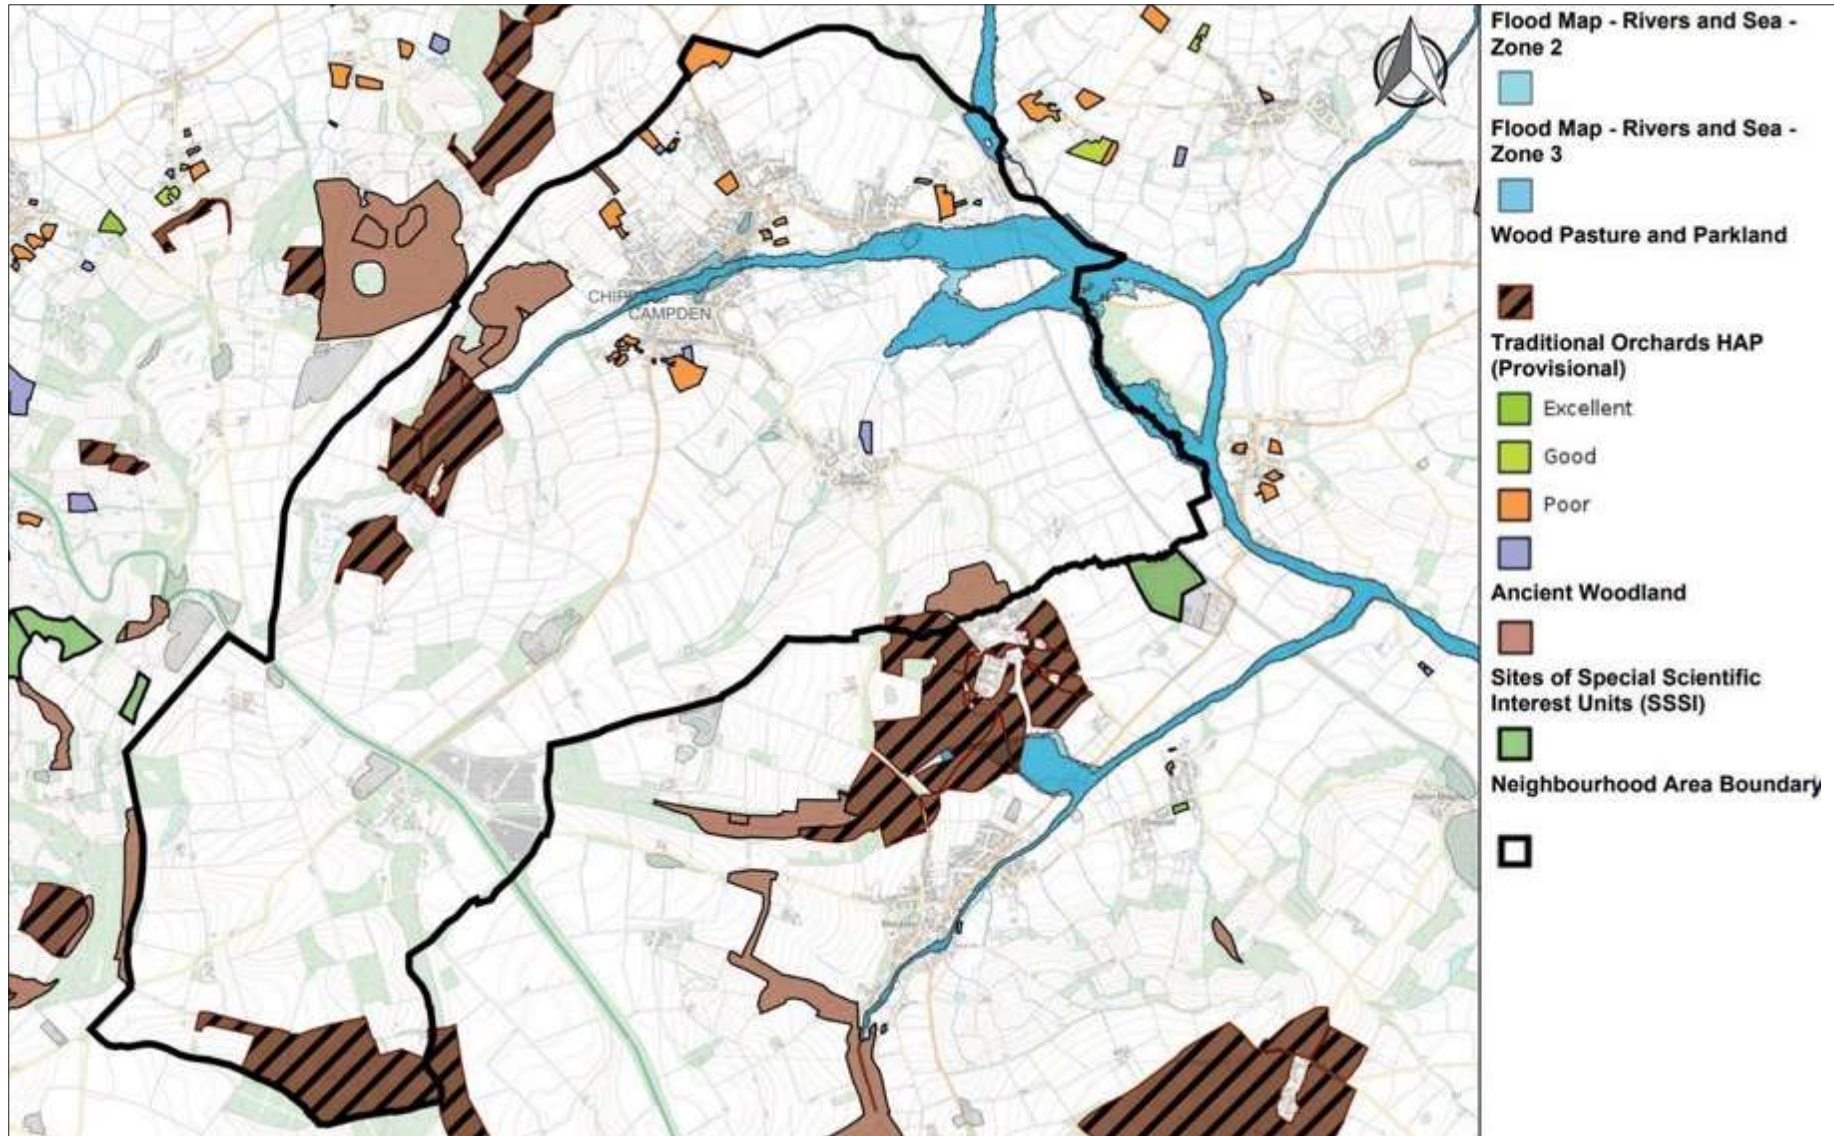 CHIPPING
CAMPDEN
Flood Map - Rivers and Sea -
Zone 2
Flood Map - Rivers and Sea -
Zone 3
Wood Pasture and Parkland
Traditional Orchards HAP
(Provisional)
Excellent
Good
Poor
Ancient Woodland
Sites of Special Scientific
Interest Units (SSSI)
Neighbourhood Area Boundary